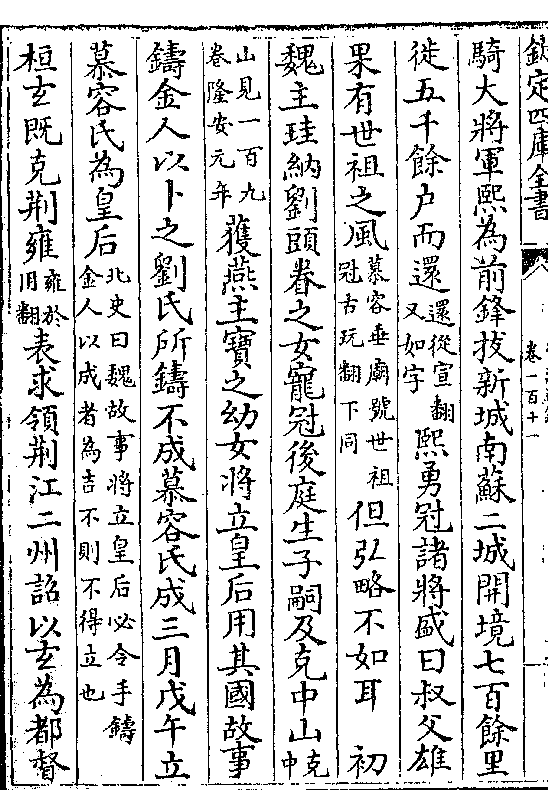 欽定四庫全書
卷一百十一
騎大將軍熙為前鋒拔新城南蘇二城開境七百餘里
徙五千餘户而還還從宣翻又如字熙勇冠諸將盛曰叔父雄
果有世祖之風慕容垂廟號世祖冠古玩翻下同但弘略不如耳　初
魏主珪納劉頭眷之女寵冠後庭生子嗣及克中山克中
山見一百九卷隆安元年獲燕主寶之幼女將立皇后用其國故事
鑄金人以卜之劉氏所鑄不成慕容氏成三月戊午立
慕容氏為皇后北史曰魏故事將立皇后必令手鑄金人以成者為吉不則不得立也
桓玄既克荆雍雍於用翻表求領荆江二州詔以玄為都督